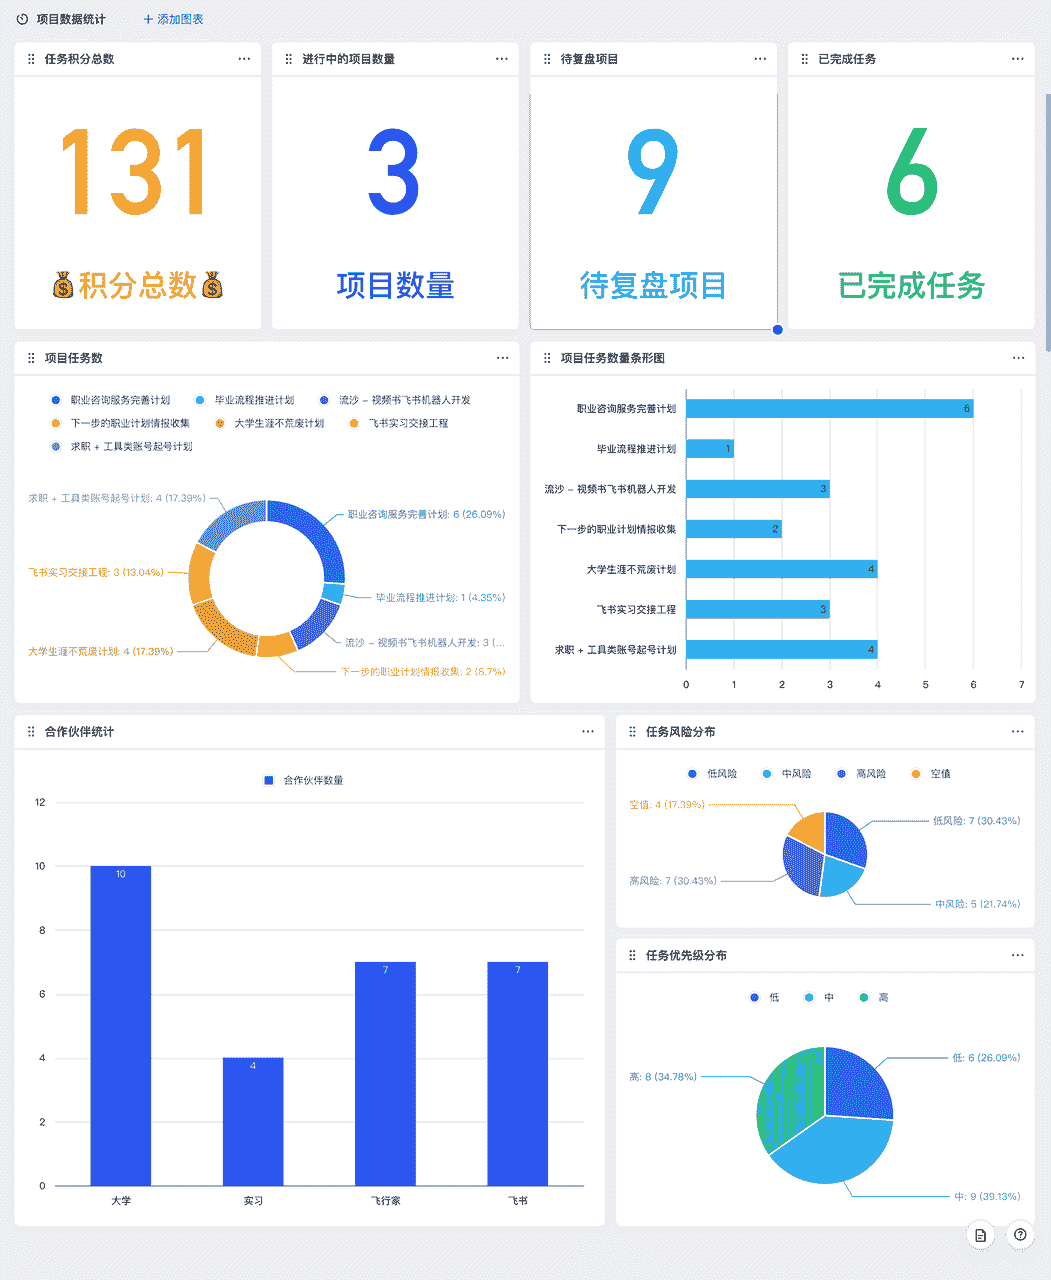 项目数据统计 + 添加图表
任务积分总数
131
💰积分总数💰
进行中的项目数量
3
项目数量
待复盘项目
9
待复盘项目
已完成任务
6
已完成任务
项目任务数
职业咨询服务完善计划 毕业流程推进计划 流沙 – 视频书飞书机器人开发
下一步的职业计划情报收集 大学生涯不荒废计划 飞书实习交接工程
求职 + 工具类账号起号计划
求职 + 工具类账号起号计划: 4 (17.39%)
职业咨询服务完善计划: 6 (26.09%)
飞书实习交接工程: 3 (13.04%)
毕业流程推进计划: 1 (4.35%)
流沙 – 视频书飞书机器人开发: 3 (...
大学生涯不荒废计划: 4 (17.39%)
下一步的职业计划情报收集: 2 (8.7%)
项目任务数量条形图
职业咨询服务完善计划 6
毕业流程推进计划 1
流沙 – 视频书飞书机器人开发 3
下一步的职业计划情报收集 2
大学生涯不荒废计划 4
飞书实习交接工程 3
求职 + 工具类账号起号计划 4
0 1 2 3 4 5 6 7
合作伙伴统计
合作伙伴数量
12
10
8
6
4
2
0
10
4
7
7
大学 实习 飞行家 飞书
任务风险分布
低风险 中风险 高风险 空值
空值: 4 (17.39%)
低风险: 7 (30.43%)
高风险: 7 (30.43%)
中风险: 5 (21.74%)
任务优先级分布
低 中 高
低: 6 (26.09%)
高: 8 (34.78%)
中: 9 (39.13%)